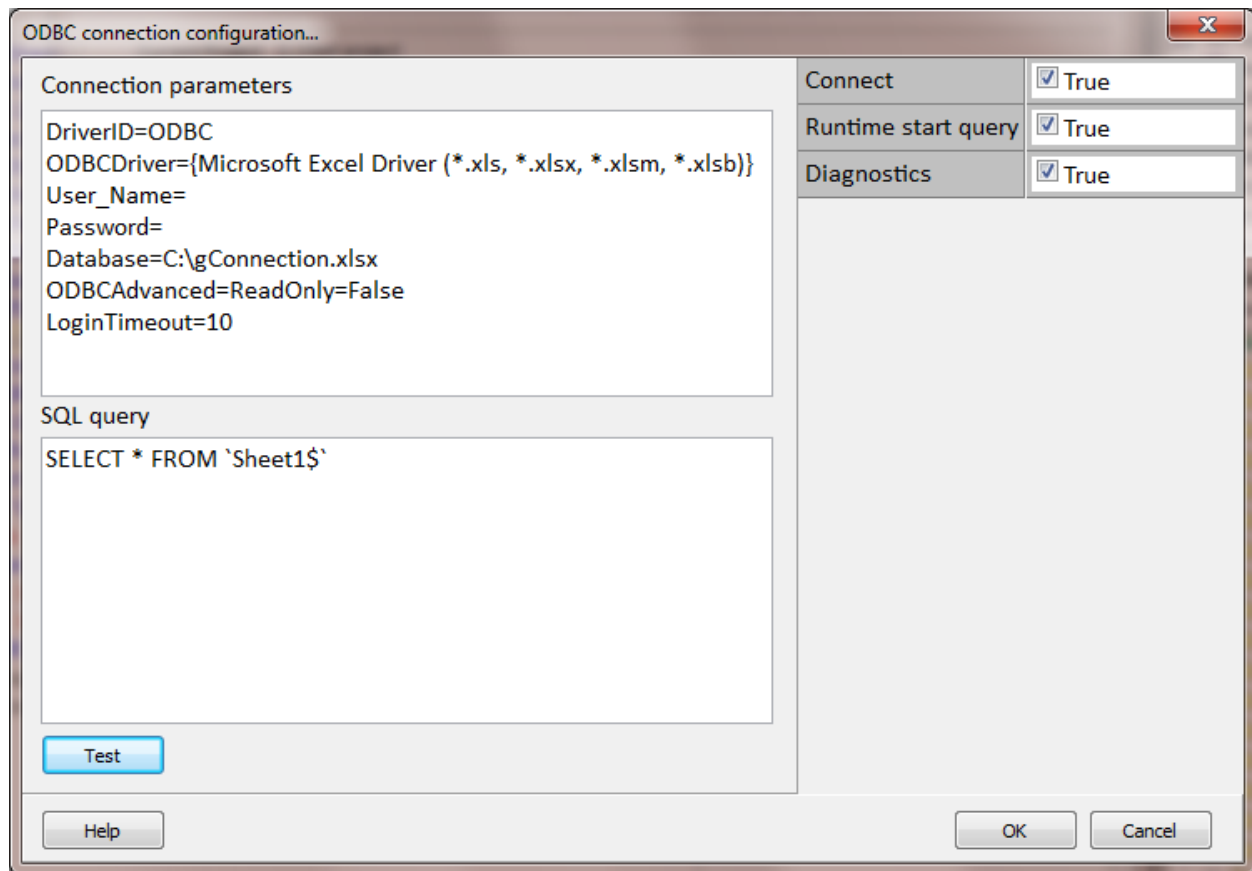 ODBC connection configuration...
Connection parameters
DriverID=ODBC
ODBCDriver={Microsoft Excel Driver (*.xls, *.xlsx, *.xlsm, *.xlsb)}
User_Name=
Password=
Database=C:\gConnection.xlsx
ODBCAdvanced=ReadOnly=False
LoginTimeout=10
SQL query
SELECT * FROM `Sheet1$`
Test
Connect True
Runtime start query True
Diagnostics True
Help OK Cancel